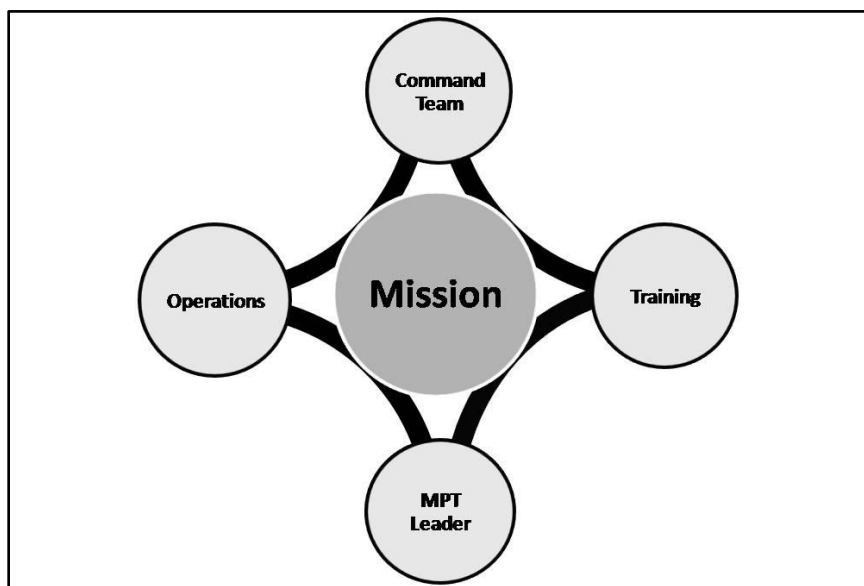 Command
Team
Operations
Mission
Training
MPT
Leader